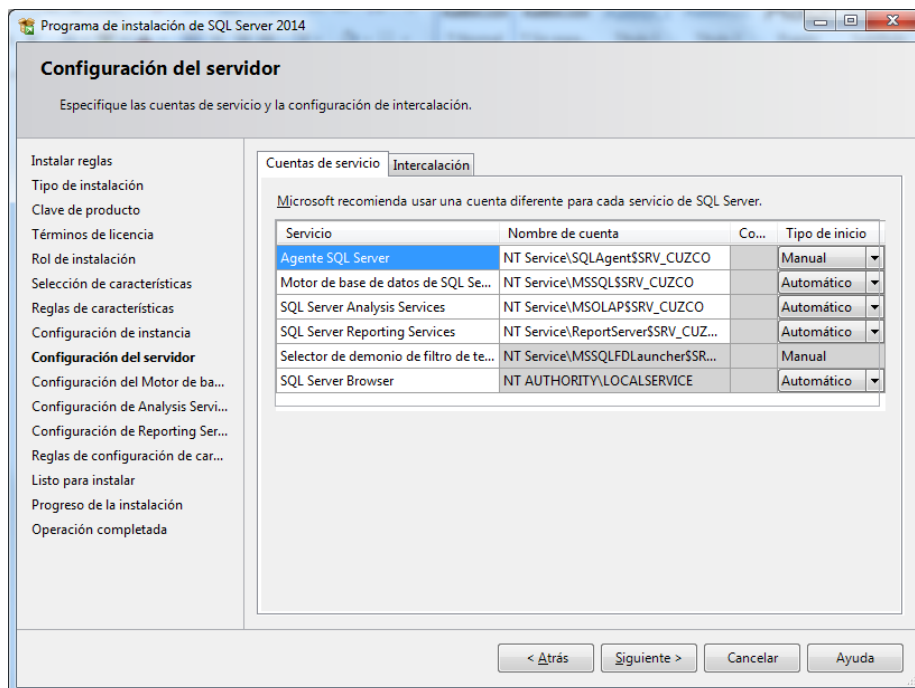 Programa de instalación de SQL Server 2014
Configuración del servidor
Especifique las cuentas de servicio y la configuración de intercalación.
Instalar reglas
Tipo de instalación
Clave de producto
Términos de licencia
Rol de instalación
Selección de características
Reglas de características
Configuración de instancia
Configuración del servidor
Configuración del Motor de ba...
Configuración de Analysis Servi...
Configuración de Reporting Ser...
Reglas de configuración de car...
Listo para instalar
Progreso de la instalación
Operación completada
Cuentas de servicio Intercalación
Microsoft recomienda usar una cuenta diferente para cada servicio de SQL Server.
Servicio Nombre de cuenta Co... Tipo de inicio
Agente SQL Server NT Service\SQLAgent$SRV_CUZCO Manual
Motor de base de datos de SQL Se... NT Service\MSSQL$SRV_CUZCO Automático
SQL Server Analysis Services NT Service\MSOLAP$SRV_CUZCO Automático
SQL Server Reporting Services NT Service\ReportServer$SRV_CUZ... Automático
Selector de demonio de filtro de te... NT Service\MSSQLFDLauncher$SR... Manual
SQL Server Browser NT AUTHORITY\LOCALSERVICE Automático
< Atrás Siguiente > Cancelar Ayuda